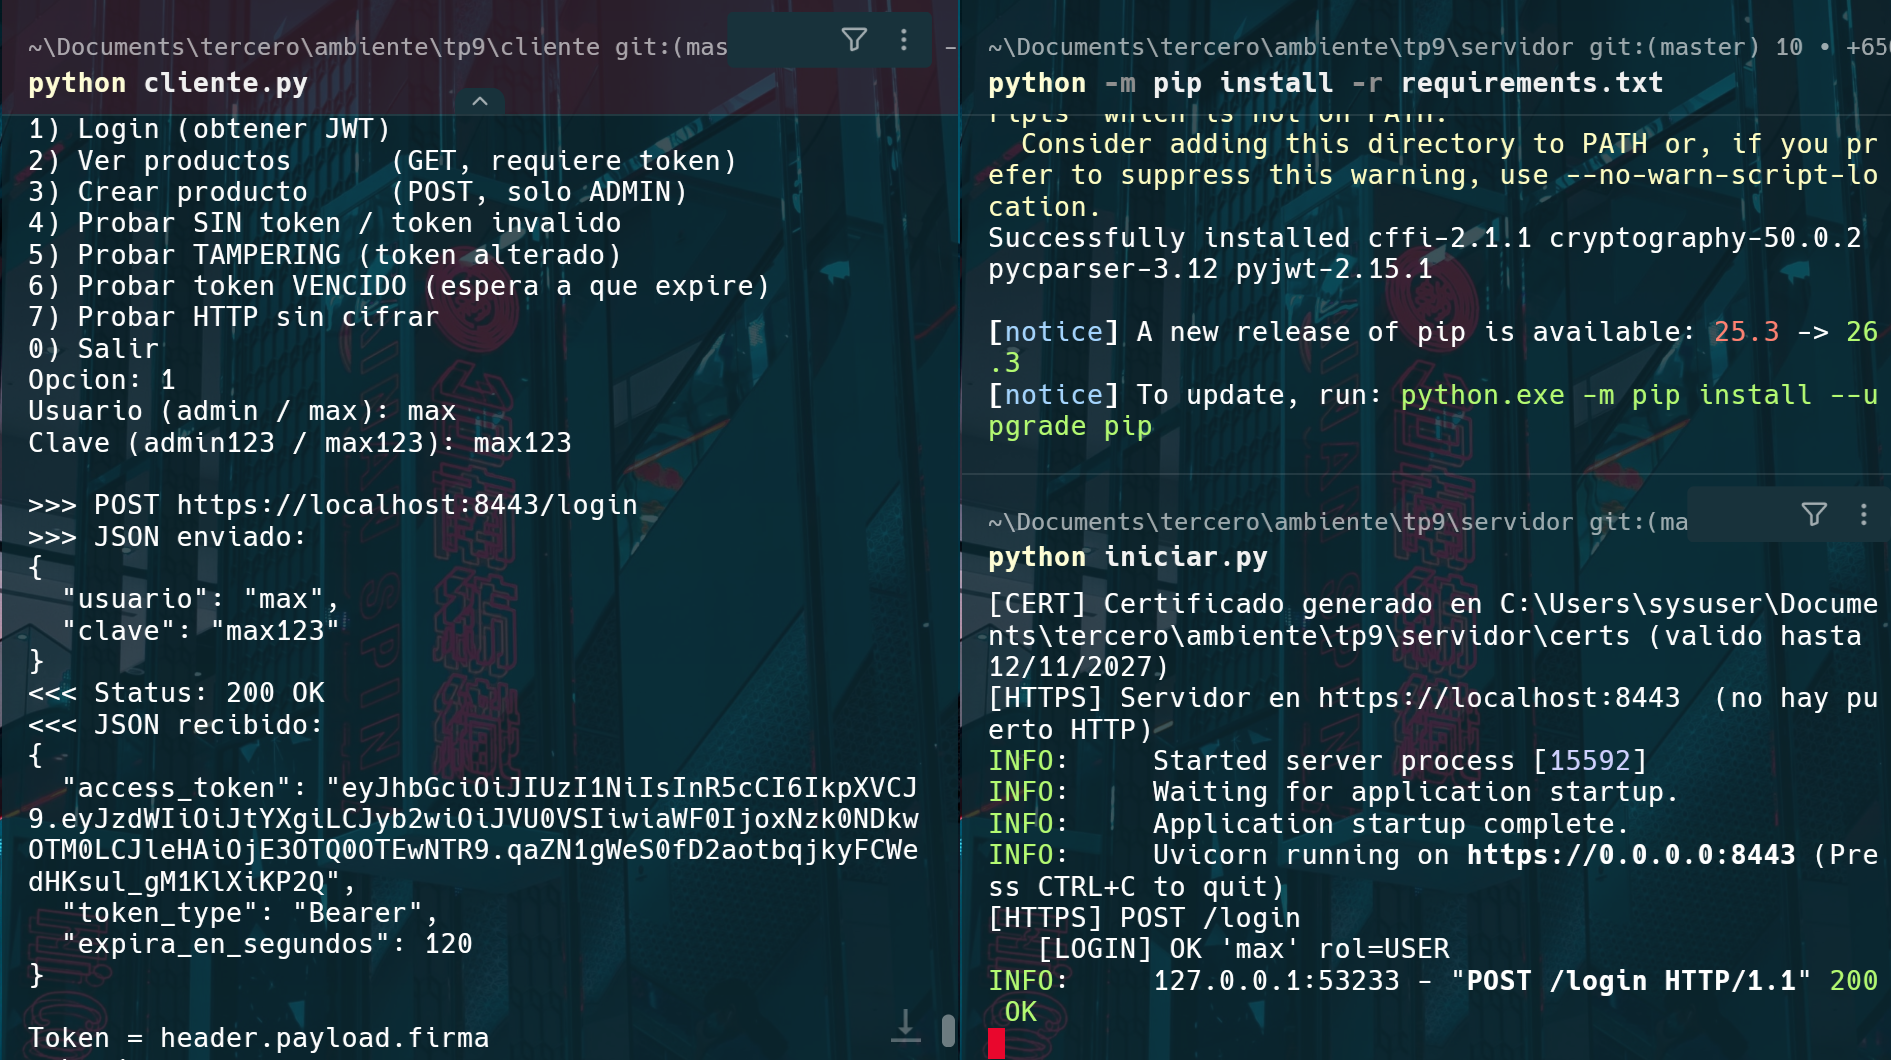 ~\Documents\tercero\ambiente\tp9\cliente git:(mas
python cliente.py
1) Login (obtener JWT)
2) Ver productos      (GET, requiere token)
3) Crear producto     (POST, solo ADMIN)
4) Probar SIN token / token invalido
5) Probar TAMPERING (token alterado)
6) Probar token VENCIDO (espera a que expire)
7) Probar HTTP sin cifrar
0) Salir
Opcion: 1
Usuario (admin / max): max
Clave (admin123 / max123): max123
>>> POST https://localhost:8443/login
>>> JSON enviado:
{
  "usuario": "max",
  "clave": "max123"
}
<<< Status: 200 OK
<<< JSON recibido:
{
  "access_token": "eyJhbGciOiJIUzI1NiIsInR5cCI6IkpXVCJ
9.eyJzdWIiOiJtYXgiLCJyb2wiOiJVU0VSIiwiaWF0IjoxNzk0NDkw
OTM0LCJleHAiOjE3OTQ0OTEwNTR9.qaZN1gWeS0fD2aotbqjkyFCWe
dHKsul_gM1KlXiKP2Q",
  "token_type": "Bearer",
  "expira_en_segundos": 120
}
Token = header.payload.firma
~\Documents\tercero\ambiente\tp9\servidor git:(master) 10 • +650
python -m pip install -r requirements.txt
ripts' which is not on PATH.
  Consider adding this directory to PATH or, if you pr
efer to suppress this warning, use --no-warn-script-lo
cation.
Successfully installed cffi-2.1.1 cryptography-50.0.2
pycparser-3.12 pyjwt-2.15.1
[notice] A new release of pip is available: 25.3 -> 26
.3
[notice] To update, run: python.exe -m pip install --u
pgrade pip
~\Documents\tercero\ambiente\tp9\servidor git:(ma
python iniciar.py
[CERT] Certificado generado en C:\Users\sysuser\Docume
nts\tercero\ambiente\tp9\servidor\certs (valido hasta
12/11/2027)
[HTTPS] Servidor en https://localhost:8443  (no hay pu
erto HTTP)
INFO:     Started server process [15592]
INFO:     Waiting for application startup.
INFO:     Application startup complete.
INFO:     Uvicorn running on https://0.0.0.0:8443 (Pre
ss CTRL+C to quit)
[HTTPS] POST /login
   [LOGIN] OK 'max' rol=USER
INFO:     127.0.0.1:53233 - "POST /login HTTP/1.1" 200
 OK